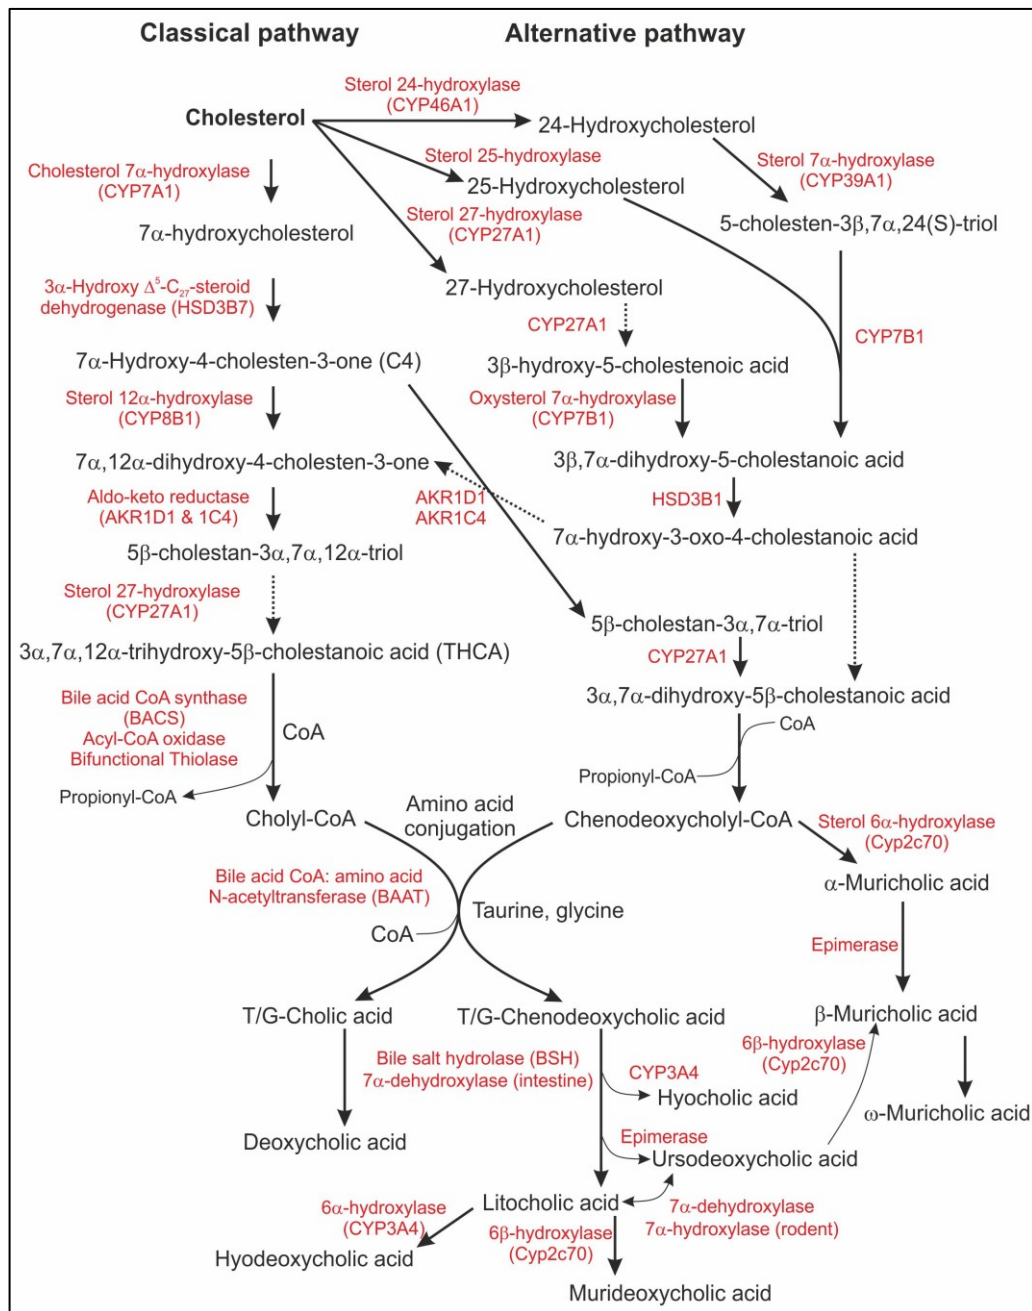 Classical pathway
Alternative pathway
Sterol 24-hydroxylase
(CYP46A1)
Cholesterol
24-Hydroxycholesterol
Cholesterol 7α-hydroxylase
(CYP7A1)
Sterol 25-hydroxylase
25-Hydroxycholesterol
Sterol 7α-hydroxylase
(CYP39A1)
Sterol 27-hydroxylase
(CYP27A1)
7α-hydroxycholesterol
5-cholesten-3β,7α,24(S)-triol
3α-Hydroxy Δ⁵-C₂₇-steroid
dehydrogenase (HSD3B7)
27-Hydroxycholesterol
CYP27A1
CYP7B1
7α-Hydroxy-4-cholesten-3-one (C4)
3β-hydroxy-5-cholestenoic acid
Sterol 12α-hydroxylase
(CYP8B1)
Oxysterol 7α-hydroxylase
(CYP7B1)
7α,12α-dihydroxy-4-cholesten-3-one
3β,7α-dihydroxy-5-cholestanoic acid
Aldo-keto reductase
(AKR1D1 & 1C4)
AKR1D1
AKR1C4
HSD3B1
7α-hydroxy-3-oxo-4-cholestanoic acid
5β-cholestan-3α,7α,12α-triol
Sterol 27-hydroxylase
(CYP27A1)
5β-cholestan-3α,7α-triol
3α,7α,12α-trihydroxy-5β-cholestanoic acid (THCA)
CYP27A1
3α,7α-dihydroxy-5β-cholestanoic acid
Bile acid CoA synthase
(BACS)
Acyl-CoA oxidase
Bifunctional Thiolase
CoA
CoA
Propionyl-CoA
Propionyl-CoA
Cholyl-CoA
Amino acid
conjugation
Chenodeoxycholyl-CoA
Sterol 6α-hydroxylase
(Cyp2c70)
Bile acid CoA: amino acid
N-acetyltransferase (BAAT)
α-Muricholic acid
Taurine, glycine
CoA
Epimerase
T/G-Cholic acid
T/G-Chenodeoxycholic acid
β-Muricholic acid
Bile salt hydrolase (BSH)
7α-dehydroxylase (intestine)
6β-hydroxylase
(Cyp2c70)
CYP3A4
Hyocholic acid
ω-Muricholic acid
Deoxycholic acid
Epimerase
Ursodeoxycholic acid
Litocholic acid
6α-hydroxylase
(CYP3A4)
7α-dehydroxylase
7α-hydroxylase (rodent)
6β-hydroxylase
(Cyp2c70)
Hyodeoxycholic acid
Murideoxycholic acid